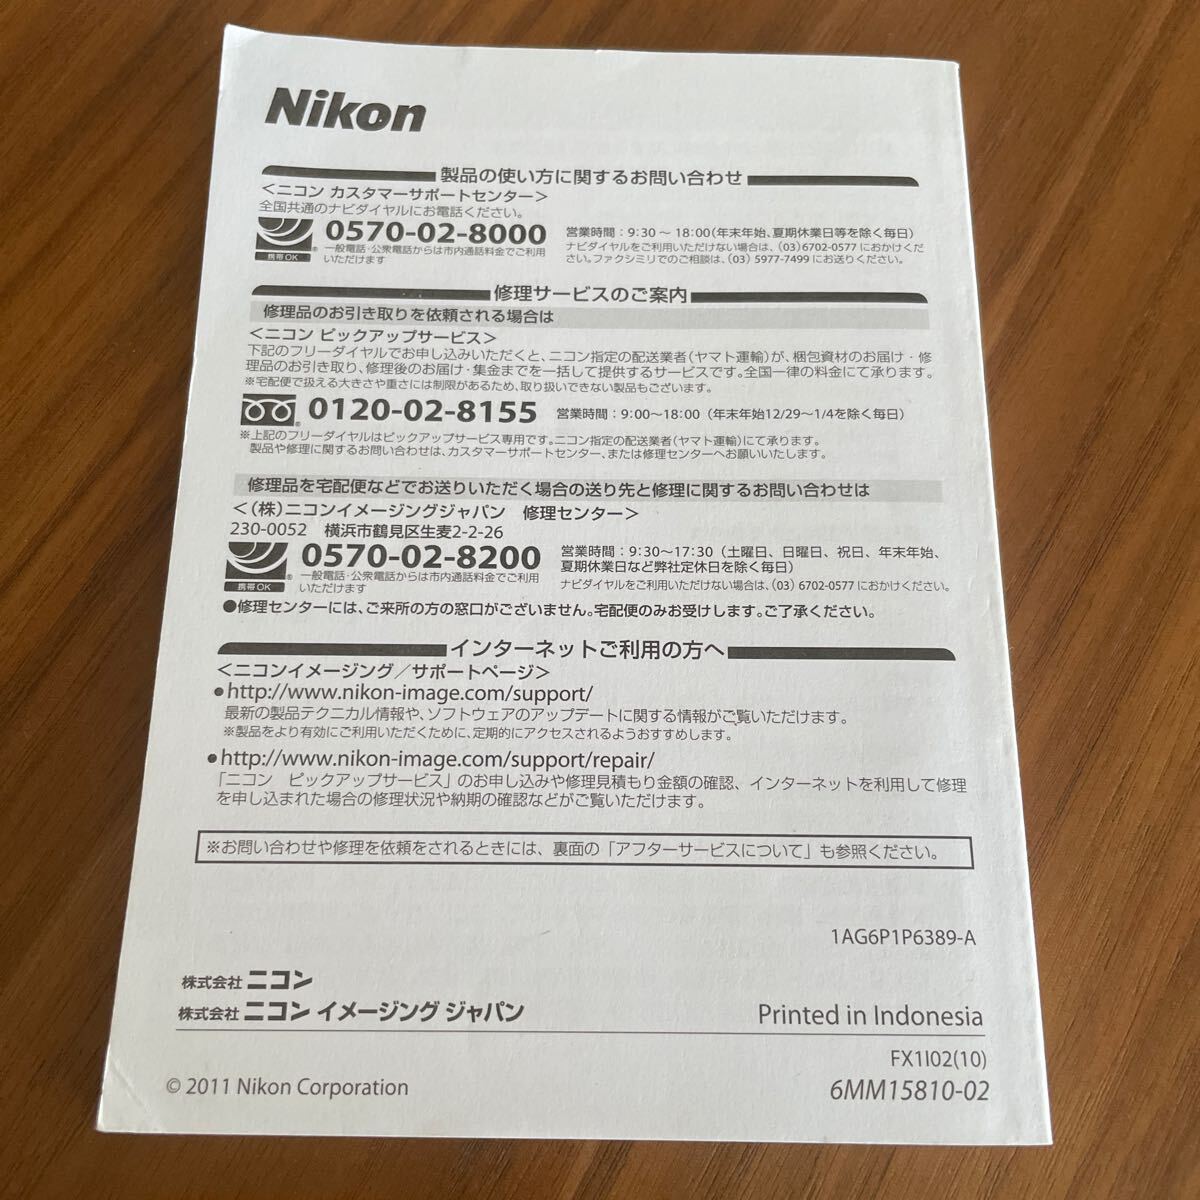 Nikon
製品の使い方に関するお問い合わせ
＜ニコン カスタマーサポートセンター＞
全国共通のナビダイヤルにお電話ください。
0570-02-8000
携帯OK
一般電話・公衆電話からは市内通話料金でご利用
いただけます
営業時間：9:30～18:00(年末年始、夏期休業日等を除く毎日)
ナビダイヤルをご利用いただけない場合は、(03)6702-0577におかけくだ
さい。ファクシミリでのご相談は、(03) 5977-7499 にお送りください。
修理サービスのご案内
修理品のお引き取りを依頼される場合は
＜ニコン ピックアップサービス＞
下記のフリーダイヤルでお申し込みいただくと、ニコン指定の配送業者(ヤマト運輸)が、梱包資材のお届け・修
理品のお引き取り、修理後のお届け・集金までを一括して提供するサービスです。全国一律の料金にて承ります。
※宅配便で扱える大きさや重さには制限があるため、取り扱いできない製品もございます。
0120-02-8155
営業時間：9:00～18:00（年末年始12/29～1/4を除く毎日）
※上記のフリーダイヤルはピックアップサービス専用です。ニコン指定の配送業者(ヤマト運輸)にて承ります。
製品や修理に関するお問い合わせは、カスタマーサポートセンター、または修理センターへお願いいたします。
修理品を宅配便などでお送りいただく場合の送り先と修理に関するお問い合わせは
＜(株)ニコンイメージングジャパン　修理センター＞
230-0052　横浜市鶴見区生麦2-2-26
0570-02-8200
携帯OK
一般電話・公衆電話からは市内通話料金でご利用
いただけます
営業時間：9:30～17:30（土曜日、日曜日、祝日、年末年始、
夏期休業日など弊社定休日を除く毎日）
ナビダイヤルをご利用いただけない場合は、(03) 6702-0577 におかけください。
●修理センターには、ご来所の方の窓口がございません。宅配便のみお受けします。ご了承ください。
インターネットご利用の方へ
＜ニコンイメージング／サポートページ＞
●http://www.nikon-image.com/support/
最新の製品テクニカル情報や、ソフトウェアのアップデートに関する情報がご覧いただけます。
※製品をより有効にご利用いただくために、定期的にアクセスされるようおすすめします。
●http://www.nikon-image.com/support/repair/
「ニコン　ピックアップサービス」のお申し込みや修理見積もり金額の確認、インターネットを利用して修理
を申し込まれた場合の修理状況や納期の確認などがご覧いただけます。
※お問い合わせや修理を依頼をされるときには、裏面の「アフターサービスについて」も参照ください。
1AG6P1P6389-A
株式会社 ニコン
株式会社 ニコン イメージング ジャパン
Printed in Indonesia
FX1I02(10)
© 2011 Nikon Corporation
6MM15810-02